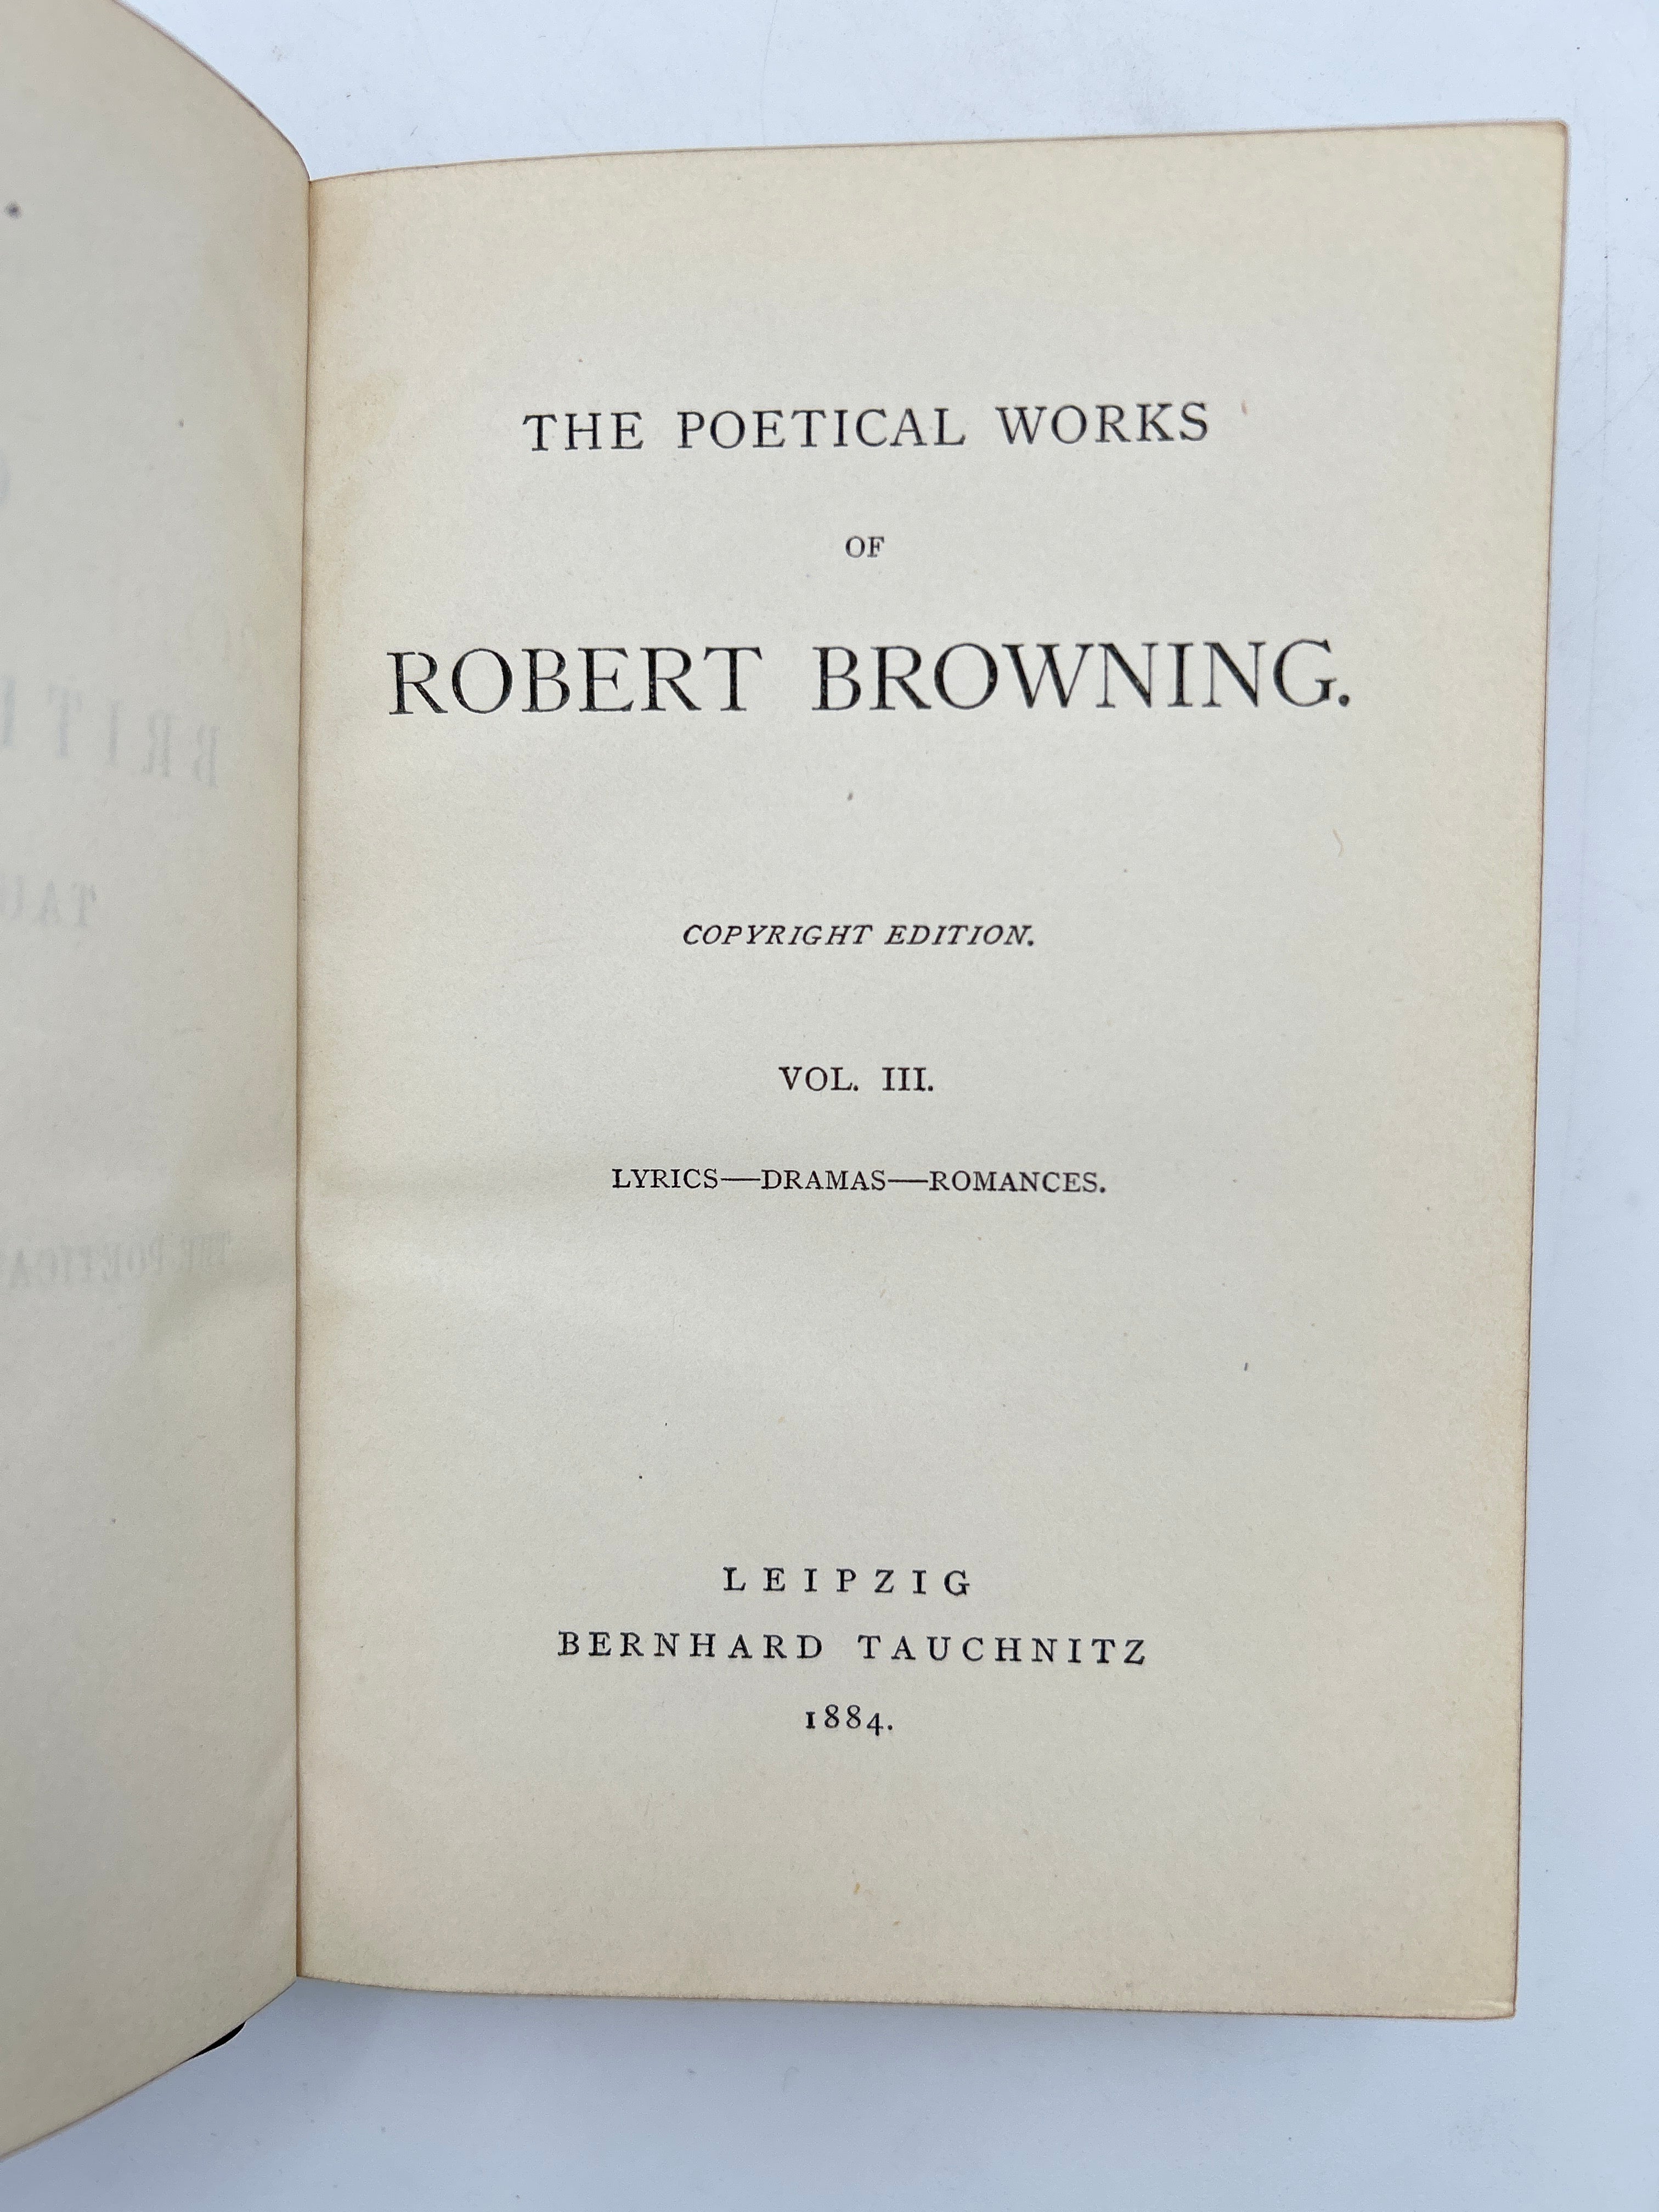 THE POETICAL WORKS
OF
ROBERT BROWNING.
COPYRIGHT EDITION.
VOL. III.
LYRICS—DRAMAS—ROMANCES.
LEIPZIG
BERNHARD TAUCHNITZ
1884.